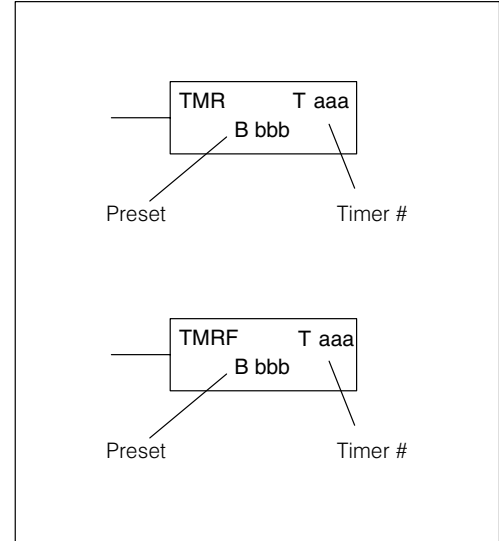 TMR T aaa
B bbb
Preset Timer #
TMRF T aaa
B bbb
Preset Timer #